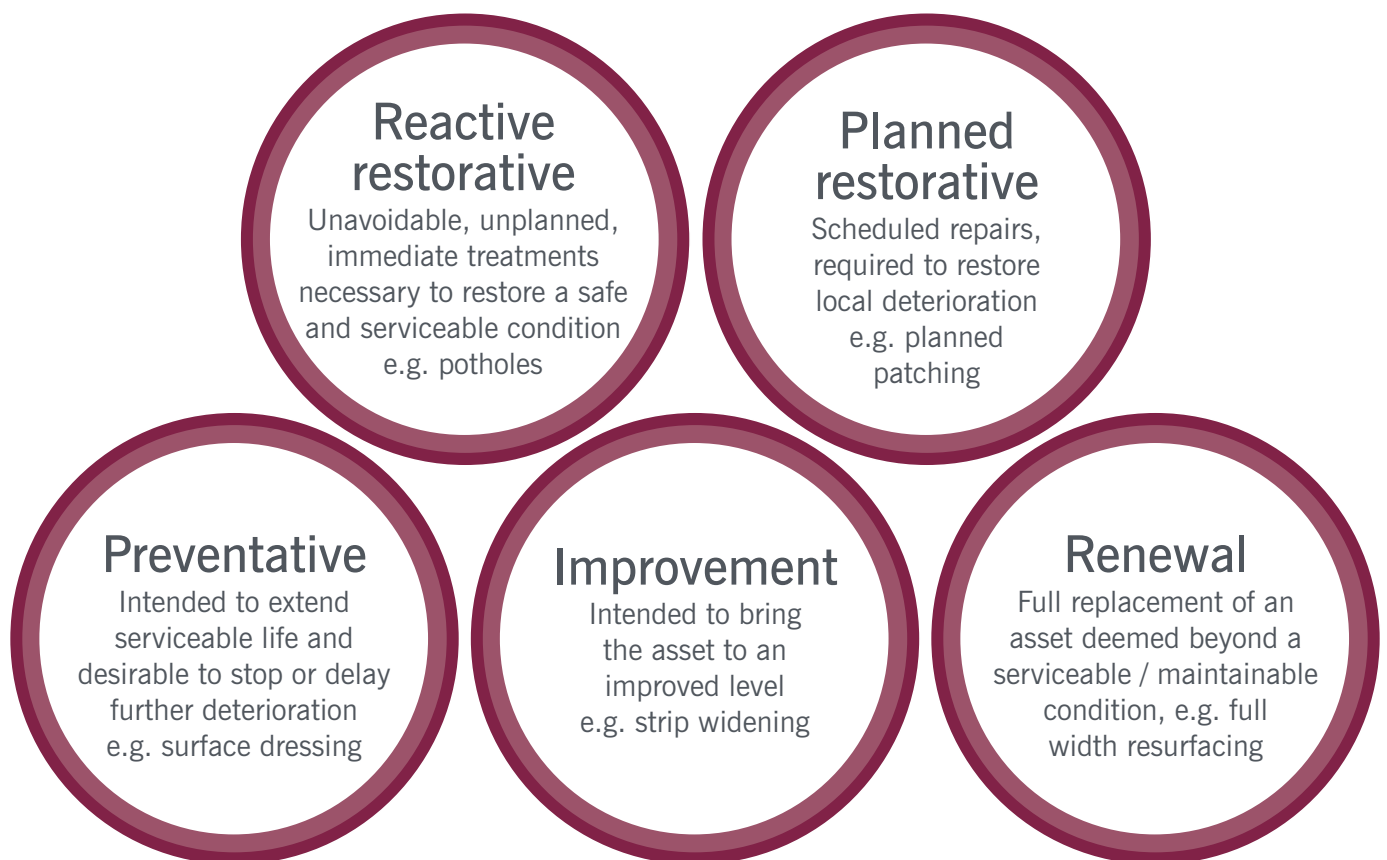 Reactive
restorative
Unavoidable, unplanned,
immediate treatments
necessary to restore a safe
and serviceable condition
e.g. potholes
Planned
restorative
Scheduled repairs,
required to restore
local deterioration
e.g. planned
patching
Preventative
Intended to extend
serviceable life and
desirable to stop or delay
further deterioration
e.g. surface dressing
Improvement
Intended to bring
the asset to an
improved level
e.g. strip widening
Renewal
Full replacement of an
asset deemed beyond a
serviceable / maintainable
condition, e.g. full
width resurfacing